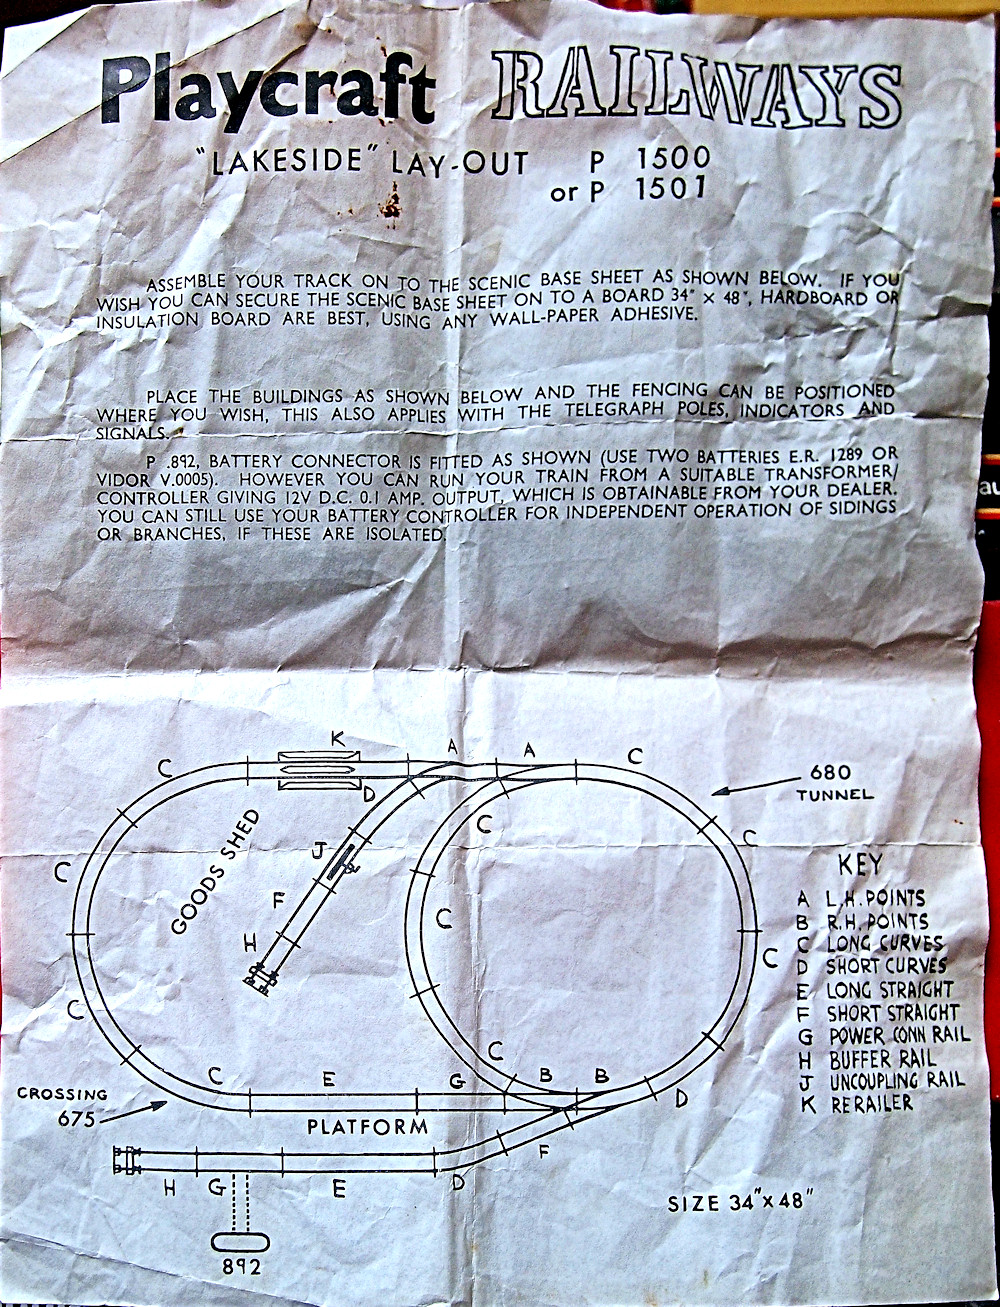 Playcraft RAILWAYS
"LAKESIDE" LAY-OUT P 1500
or P 1501
ASSEMBLE YOUR TRACK ON TO THE SCENIC BASE SHEET AS SHOWN BELOW. IF YOU
WISH YOU CAN SECURE THE SCENIC BASE SHEET ON TO A BOARD 34" × 48", HARDBOARD OR
INSULATION BOARD ARE BEST, USING ANY WALL-PAPER ADHESIVE.
PLACE THE BUILDINGS AS SHOWN BELOW AND THE FENCING CAN BE POSITIONED
WHERE YOU WISH, THIS ALSO APPLIES WITH THE TELEGRAPH POLES, INDICATORS AND
SIGNALS.
P .892, BATTERY CONNECTOR IS FITTED AS SHOWN (USE TWO BATTERIES E.R. 1289 OR
VIDOR V.0005). HOWEVER YOU CAN RUN YOUR TRAIN FROM A SUITABLE TRANSFORMER/
CONTROLLER GIVING 12V D.C. 0.1 AMP. OUTPUT, WHICH IS OBTAINABLE FROM YOUR DEALER.
YOU CAN STILL USE YOUR BATTERY CONTROLLER FOR INDEPENDENT OPERATION OF SIDINGS
OR BRANCHES, IF THESE ARE ISOLATED.
au
K A A C
C
680
TUNNEL
D
C C
GOODS SHED
J
C
KEY
A L.H. POINTS
B R.H. POINTS
C LONG CURVES
D SHORT CURVES
E LONG STRAIGHT
F SHORT STRAIGHT
G POWER CONN RAIL
H BUFFER RAIL
J UNCOUPLING RAIL
K RERAILER
F
C
H
C
C
C
C E G B B D
CROSSING
675
PLATFORM
F
H G E D
892
SIZE 34"X48"